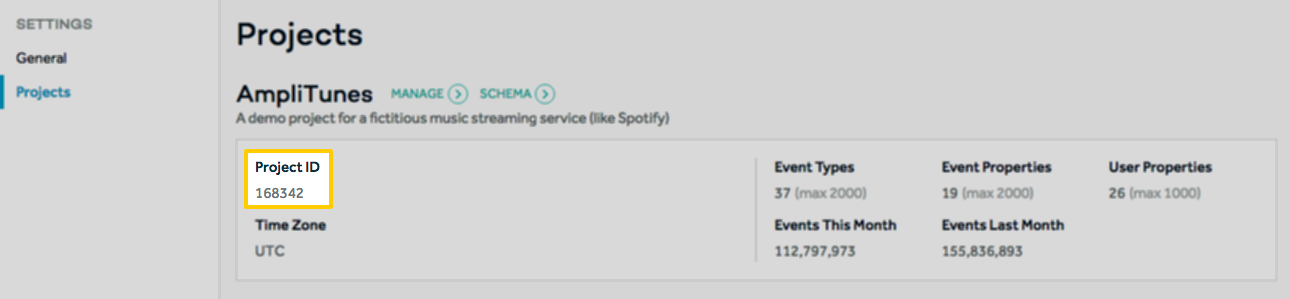 SETTINGS
General
Projects
Projects
AmpliTunes MANAGE SCHEMA
A demo project for a fictitious music streaming service (like Spotify)
Project ID
168342
Time Zone
UTC
Event Types Event Properties User Properties
37 (max 2000) 19 (max 2000) 26 (max 1000)
Events This Month Events Last Month
112,797,973 155,836,893